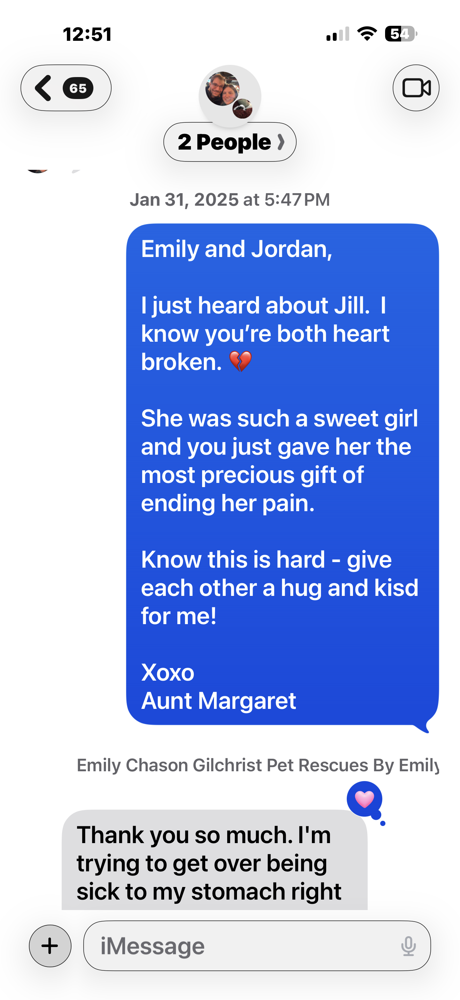 12:51
54
65
2 People
Jan 31, 2025 at 5:47 PM
Emily and Jordan,
I just heard about Jill.  I
know you’re both heart
broken. 💔
She was such a sweet girl
and you just gave her the
most precious gift of
ending her pain.
Know this is hard - give
each other a hug and kisd
for me!
Xoxo
Aunt Margaret
Emily Chason Gilchrist Pet Rescues By Emily
Thank you so much. I'm
trying to get over being
sick to my stomach right
iMessage